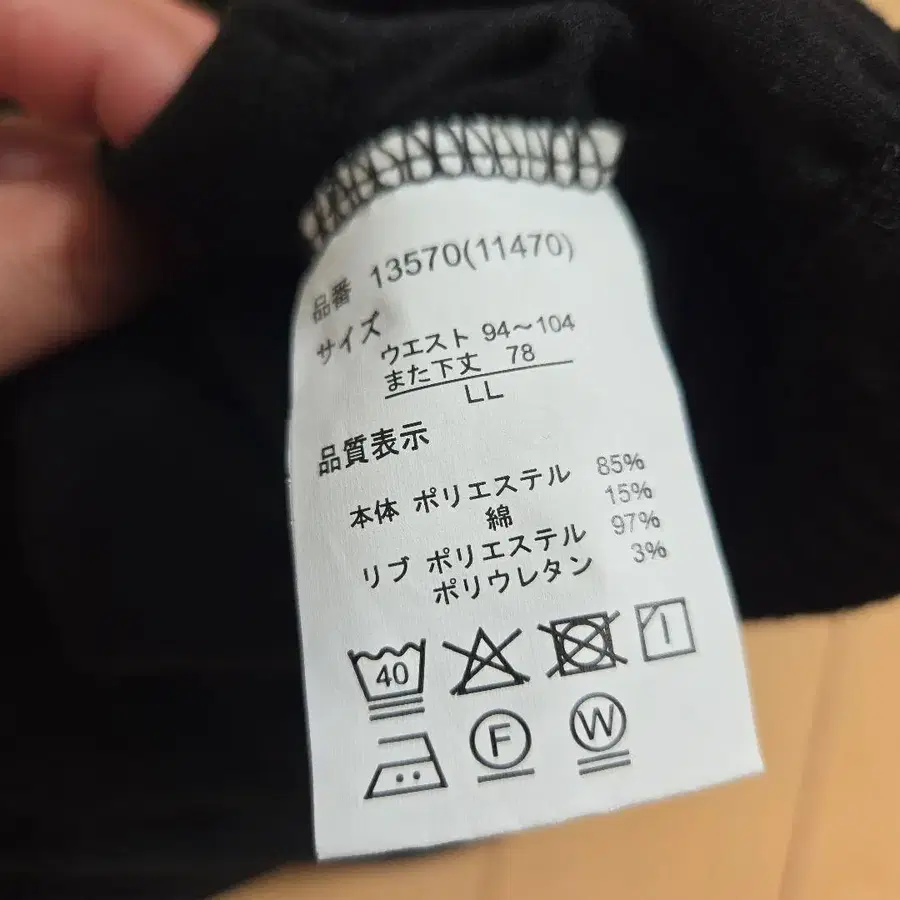 品番 13570(11470)
サイズ
ウエスト 94～104
また下丈 78
LL
品質表示
本体 ポリエステル 85%
綿 15%
リブ ポリエステル 97%
ポリウレタン 3%
40
F W